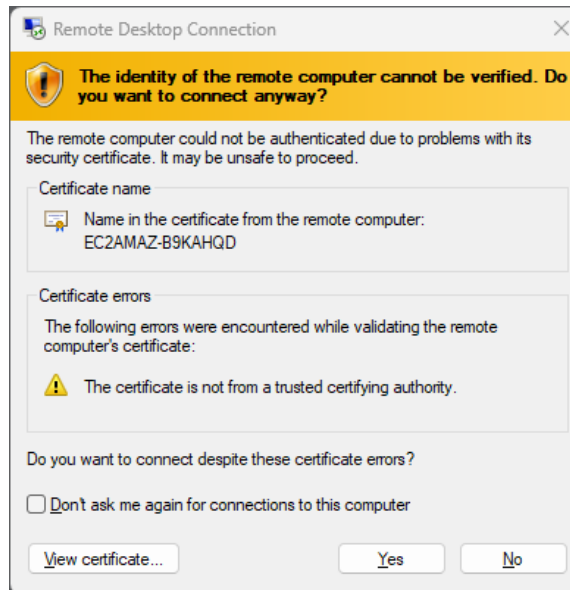 Remote Desktop Connection
The identity of the remote computer cannot be verified. Do
you want to connect anyway?
The remote computer could not be authenticated due to problems with its
security certificate. It may be unsafe to proceed.
Certificate name
Name in the certificate from the remote computer:
EC2AMAZ-B9KAHQD
Certificate errors
The following errors were encountered while validating the remote
computer's certificate:
The certificate is not from a trusted certifying authority.
Do you want to connect despite these certificate errors?
Don't ask me again for connections to this computer
View certificate...
Yes
No